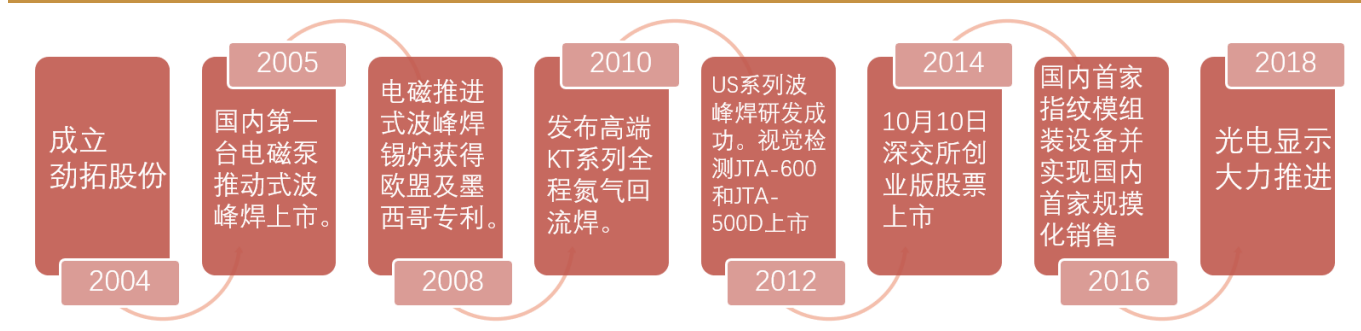 成立
劲拓股份
2004
2005
国内第一
台电磁泵
推动式波
峰焊上市。
电磁推进
式波峰焊
锡炉获得
欧盟及墨
西哥专利。
2008
2010
发布高端
KT系列全
程氮气回
流焊。
US系列波
峰焊研发成
功。视觉检
测JTA-600
和JTA-
500D上市
2012
2014
10月10日
深交所创
业版股票
上市
国内首家
指纹模组
装设备并
实现国内
首家规摸
化销售
2016
2018
光电显示
大力推进